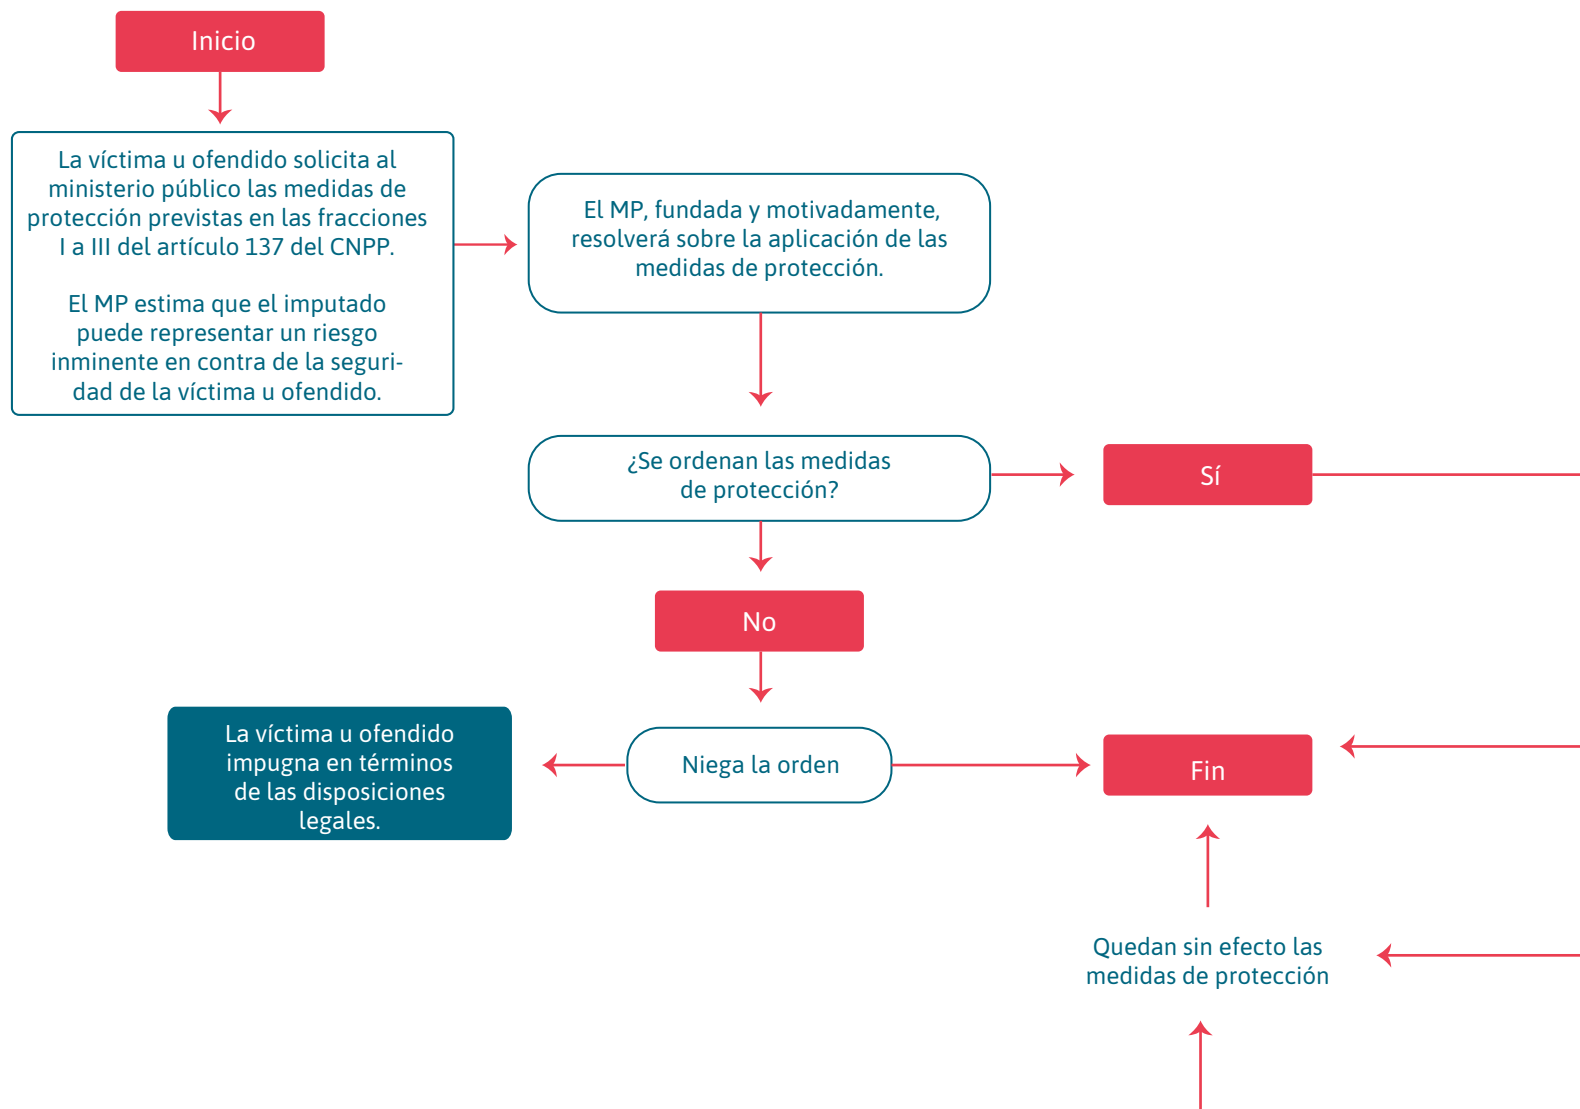 Inicio
La víctima u ofendido solicita al
ministerio público las medidas de
protección previstas en las fracciones
I a III del artículo 137 del CNPP.
El MP estima que el imputado
puede representar un riesgo
inminente en contra de la seguri-
dad de la víctima u ofendido.
El MP, fundada y motivadamente,
resolverá sobre la aplicación de las
medidas de protección.
¿Se ordenan las medidas
de protección?
Sí
No
La víctima u ofendido
impugna en términos
de las disposiciones
legales.
Niega la orden
Fin
Quedan sin efecto las
medidas de protección